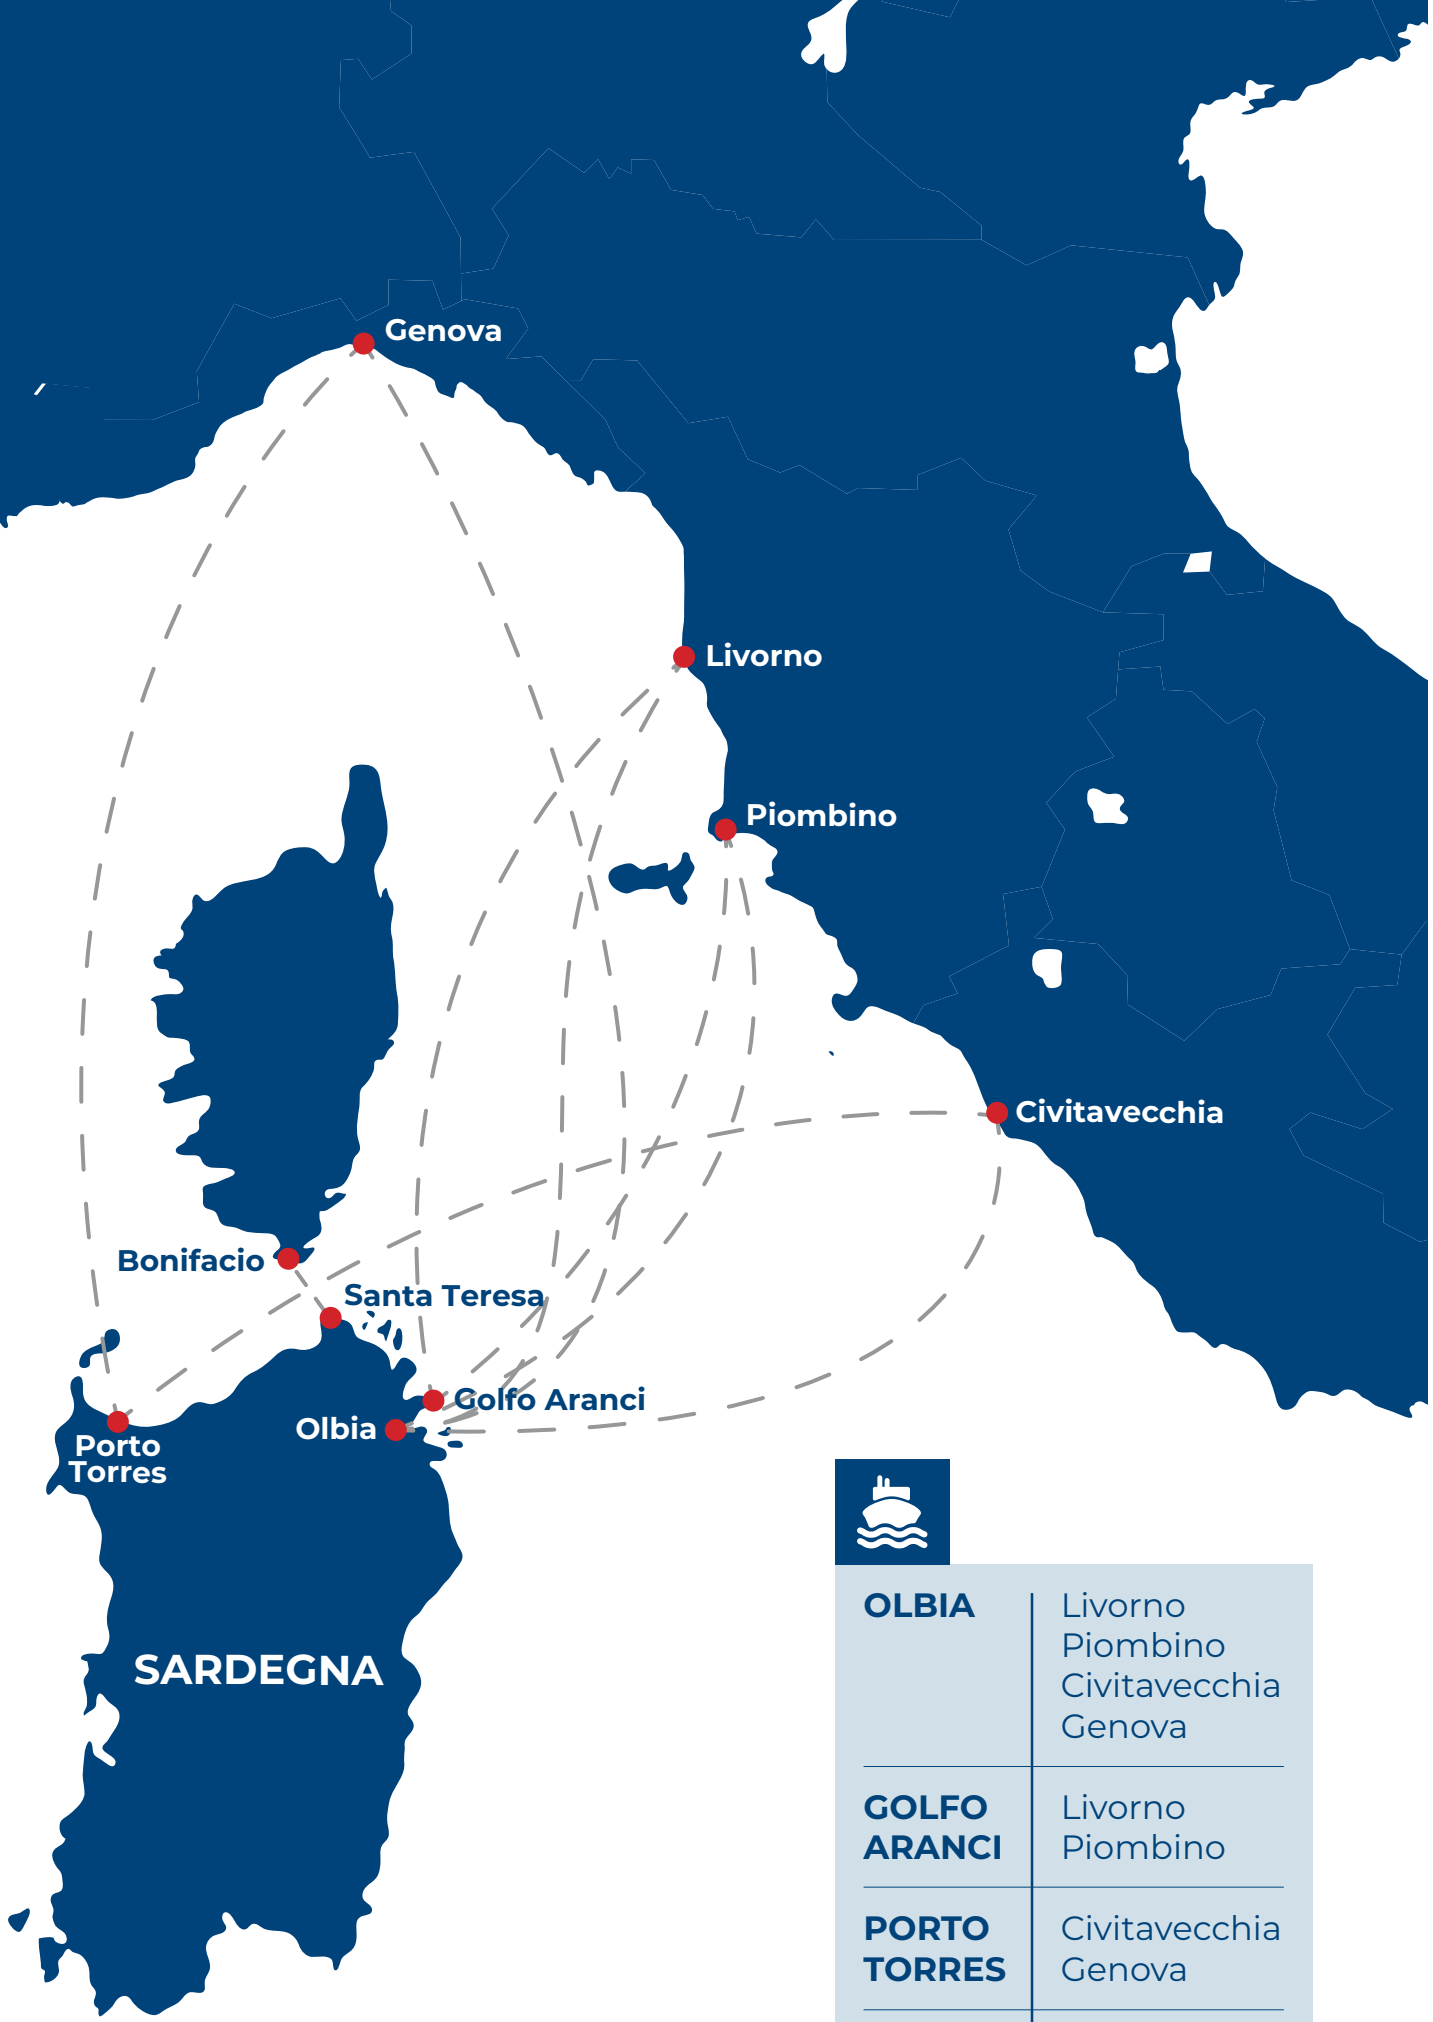 Genova
Livorno
Piombino
Civitavecchia
Bonifacio
Santa Teresa
Golfo Aranci
Olbia
Porto
Torres
SARDEGNA
OLBIA
Livorno
Piombino
Civitavecchia
Genova
GOLFO
ARANCI
Livorno
Piombino
PORTO
TORRES
Civitavecchia
Genova